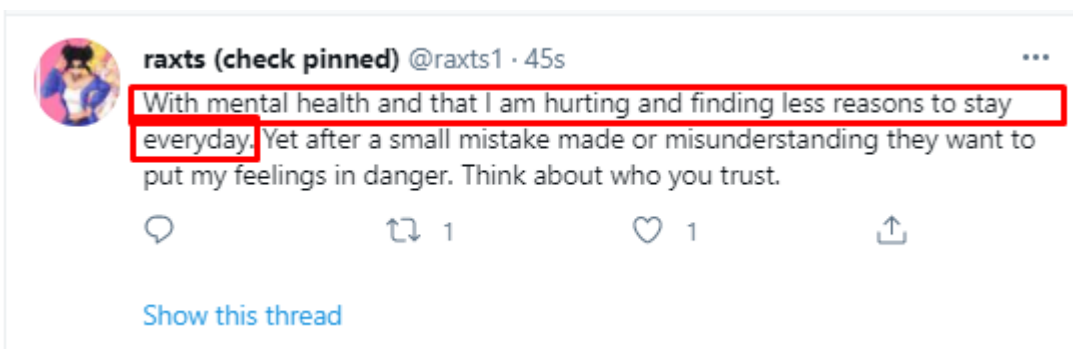 raxts (check pinned) @raxts1 · 45s
With mental health and that I am hurting and finding less reasons to stay
everyday. Yet after a small mistake made or misunderstanding they want to
put my feelings in danger. Think about who you trust.
1 1
Show this thread